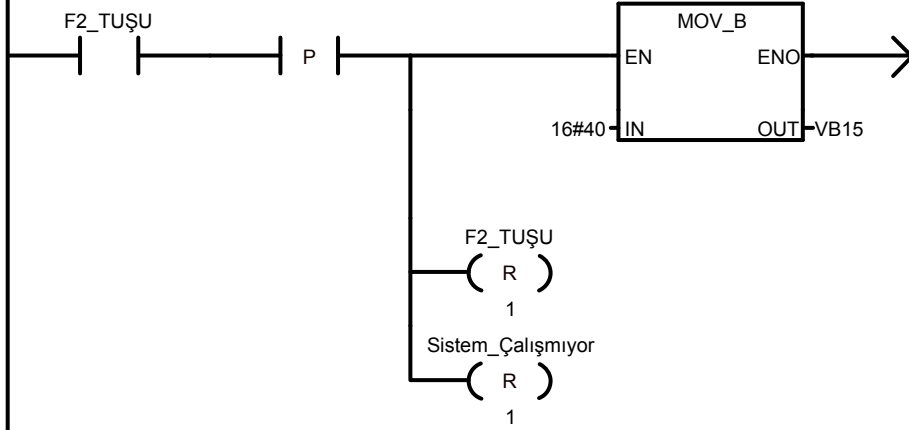 F2_TUŞU
MOV_B
P
EN ENO
16#40 IN OUT VB15
F2_TUŞU
R
1
Sistem_Çalışmıyor
R
1